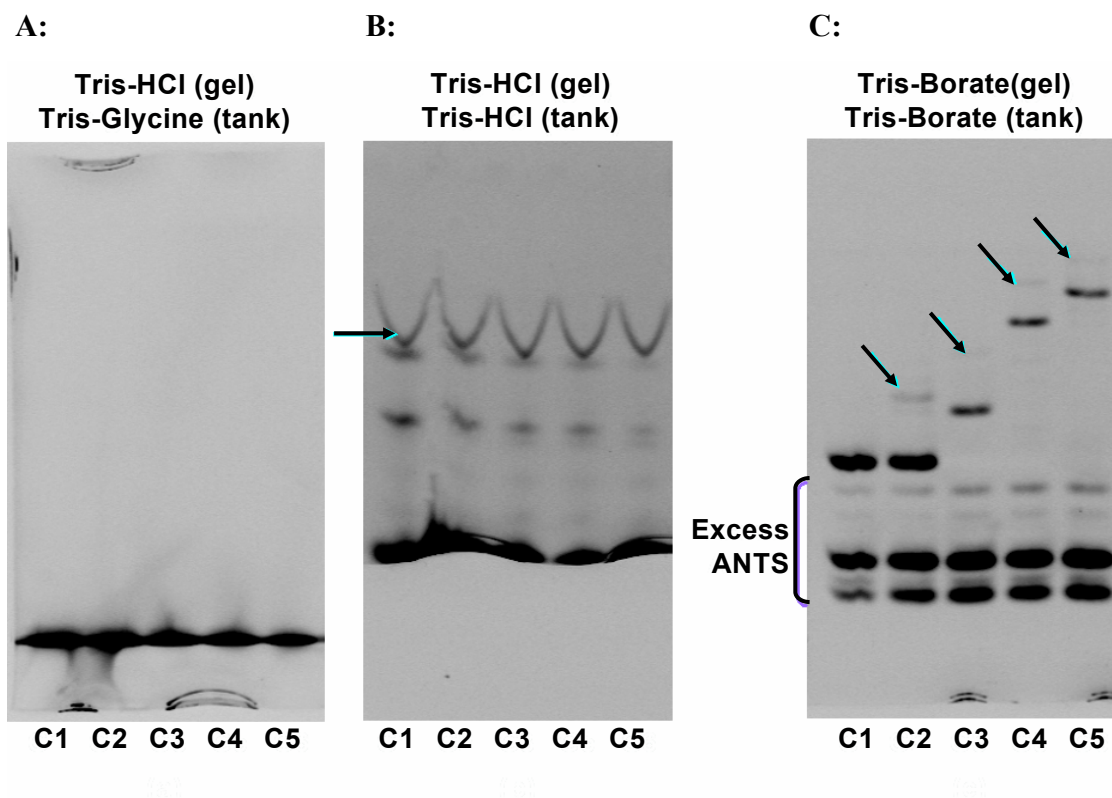 A:
Tris-HCl (gel)
Tris-Glycine (tank)
C1 C2 C3 C4 C5
B:
Tris-HCl (gel)
Tris-HCl (tank)
C1 C2 C3 C4 C5
C:
Tris-Borate(gel)
Tris-Borate (tank)
Excess
ANTS
C1 C2 C3 C4 C5